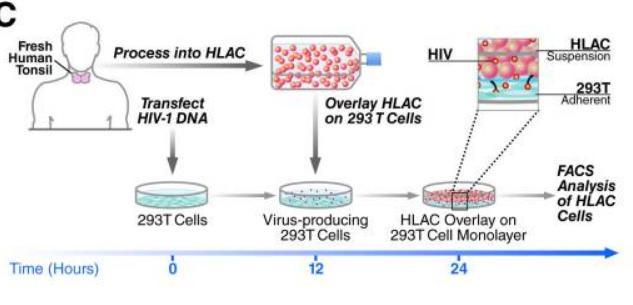 C
Fresh
Human
Tonsil
Process into HLAC
Transfect
HIV-1 DNA
Overlay HLAC
on 293T Cells
HIV
HLAC
Suspension
293T
Adherent
FACS
Analysis
of HLAC
Cells
293T Cells
Virus-producing
293T Cells
HLAC Overlay on
293T Cell Monolayer
Time (Hours)
0
12
24